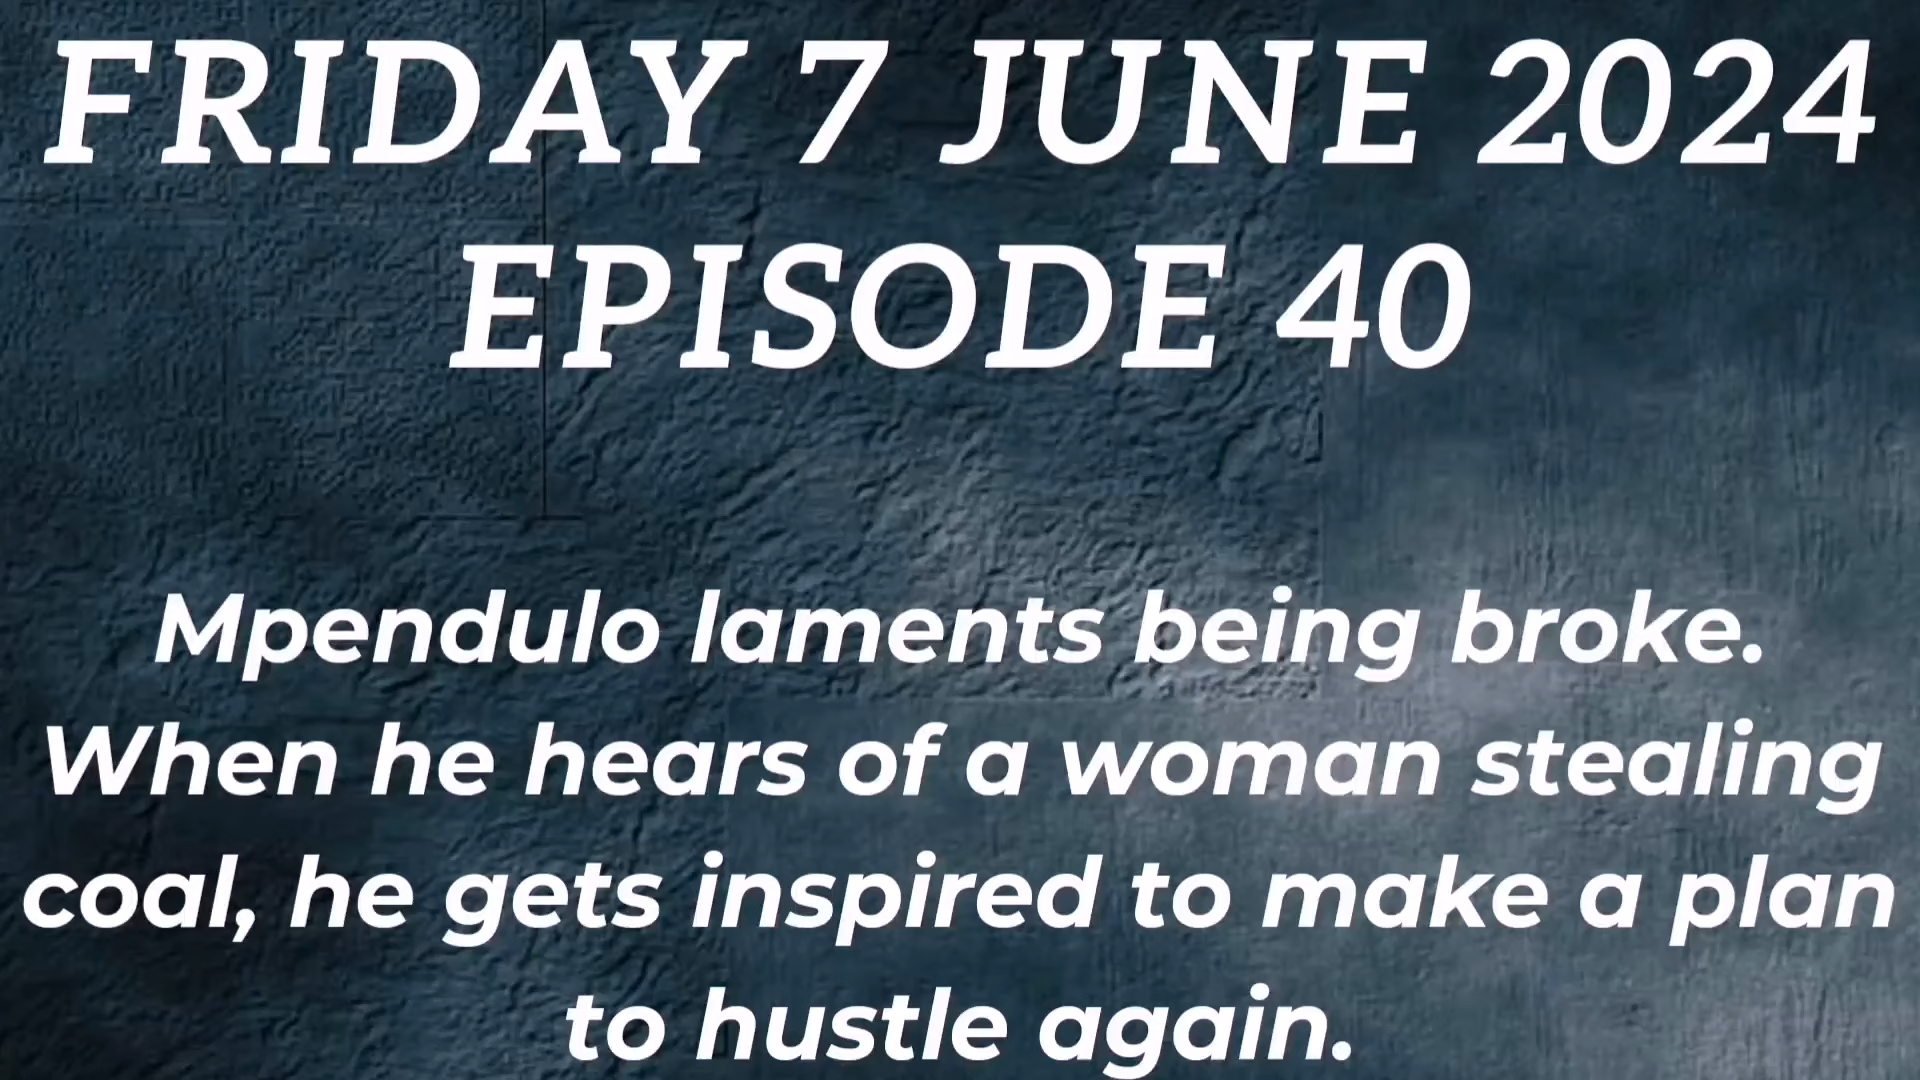 FRIDAY 7 JUNE 2024
EPISODE 40
Mpendulo laments being broke.
When he hears of a woman stealing
coal, he gets inspired to make a plan
to hustle again.